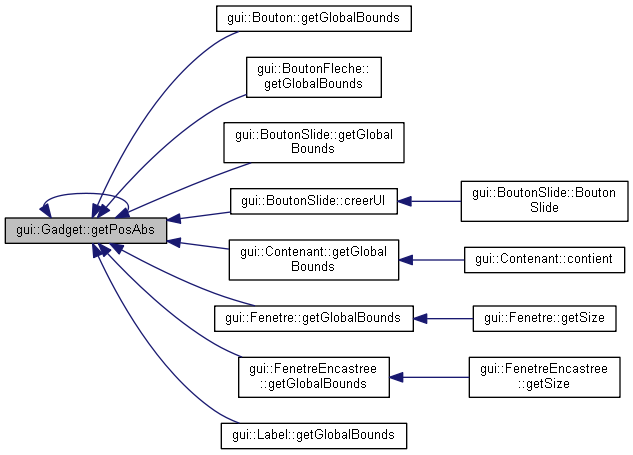 gui::Bouton::getGlobalBounds
gui::BoutonFleche::
getGlobalBounds
gui::BoutonSlide::getGlobal
Bounds
gui::BoutonSlide::creerUI
gui::BoutonSlide::Bouton
Slide
gui::Gadget::getPosAbs
gui::Contenant::getGlobal
Bounds
gui::Contenant::contient
gui::Fenetre::getGlobalBounds
gui::Fenetre::getSize
gui::FenetreEncastree
::getGlobalBounds
gui::FenetreEncastree
::getSize
gui::Label::getGlobalBounds